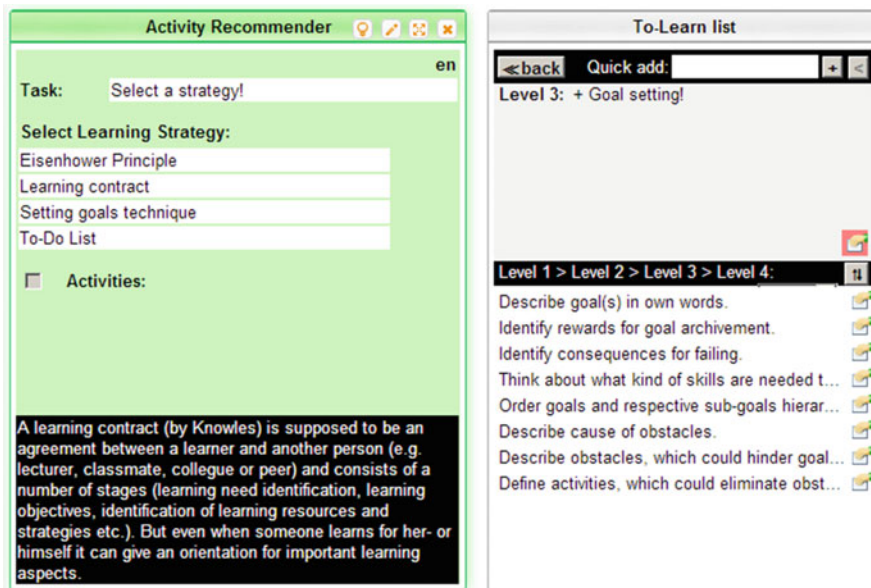 Activity Recommender
en
Task: Select a strategy!
Select Learning Strategy:
Eisenhower Principle
Learning contract
Setting goals technique
To-Do List
Activities:
A learning contract (by Knowles) is supposed to be an
agreement between a learner and another person (e.g.
lecturer, classmate, collegue or peer) and consists of a
number of stages (learning need identification, learning
objectives, identification of learning resources and
strategies etc.). But even when someone learns for her- or
himself it can give an orientation for important learning
aspects.
To-Learn list
≪back Quick add: + <
Level 3: + Goal setting!
Level 1 > Level 2 > Level 3 > Level 4:
Describe goal(s) in own words.
Identify rewards for goal archivement.
Identify consequences for failing.
Think about what kind of skills are needed t...
Order goals and respective sub-goals hierar...
Describe cause of obstacles.
Describe obstacles, which could hinder goal...
Define activities, which could eliminate obst...